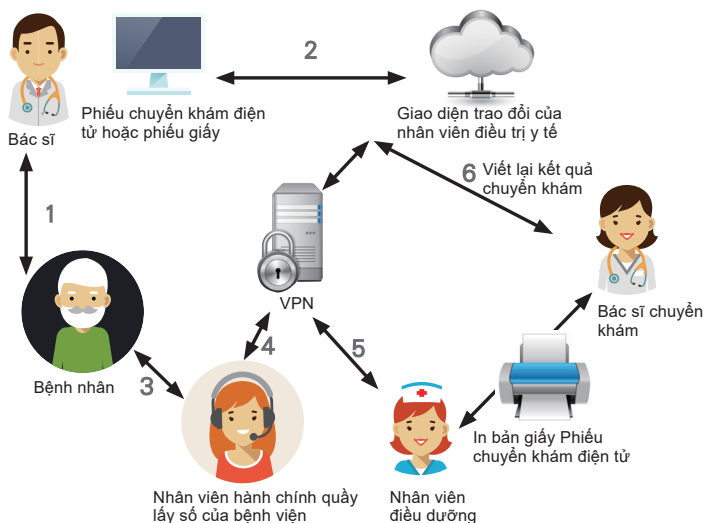 2
Phiếu chuyển khám điện
tử hoặc phiếu giấy
Giao diện trao đổi của
nhân viên điều trị y tế
Bác sĩ
6 Viết lại kết quả
chuyển khám
1
VPN
Bác sĩ chuyển
khám
4
5
Bệnh nhân
3
In bản giấy Phiếu
chuyển khám điện tử
Nhân viên hành chính quầy
lấy số của bệnh viện
Nhân viên
điều dưỡng